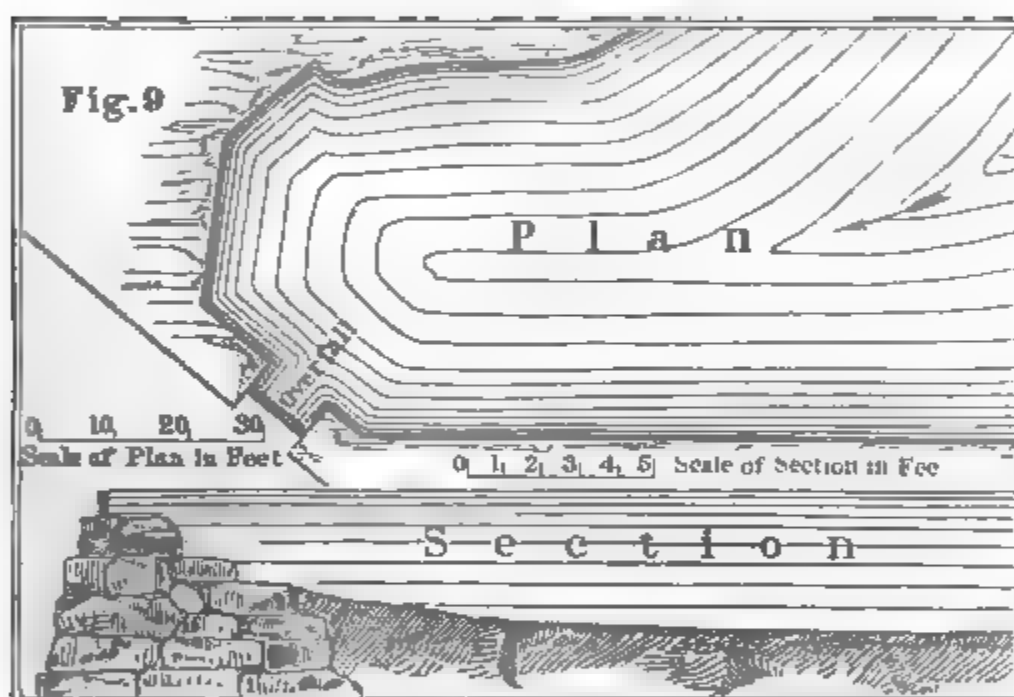 Fig. 9
P l a n
Overfall
0 10 20 30
Scale of Plan in Feet
0 1 2 3 4 5 Scale of Section in Fee
S e c t i o n